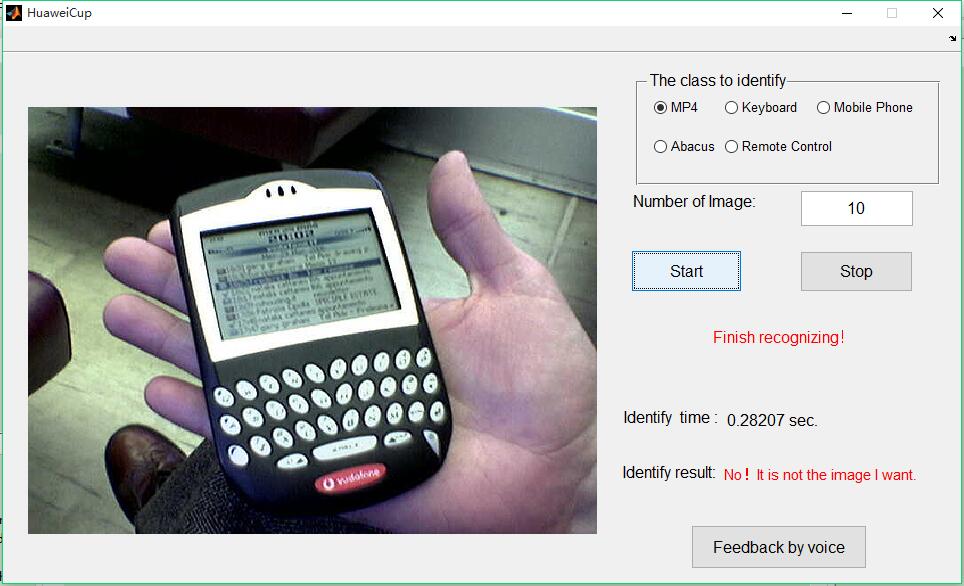 HuaweiCup
The class to identify
MP4 Keyboard Mobile Phone
Abacus Remote Control
Number of Image: 10
Start Stop
Finish recognizing!
Identify time : 0.28207 sec.
Identify result: No! It is not the image I want.
Feedback by voice
vodafone